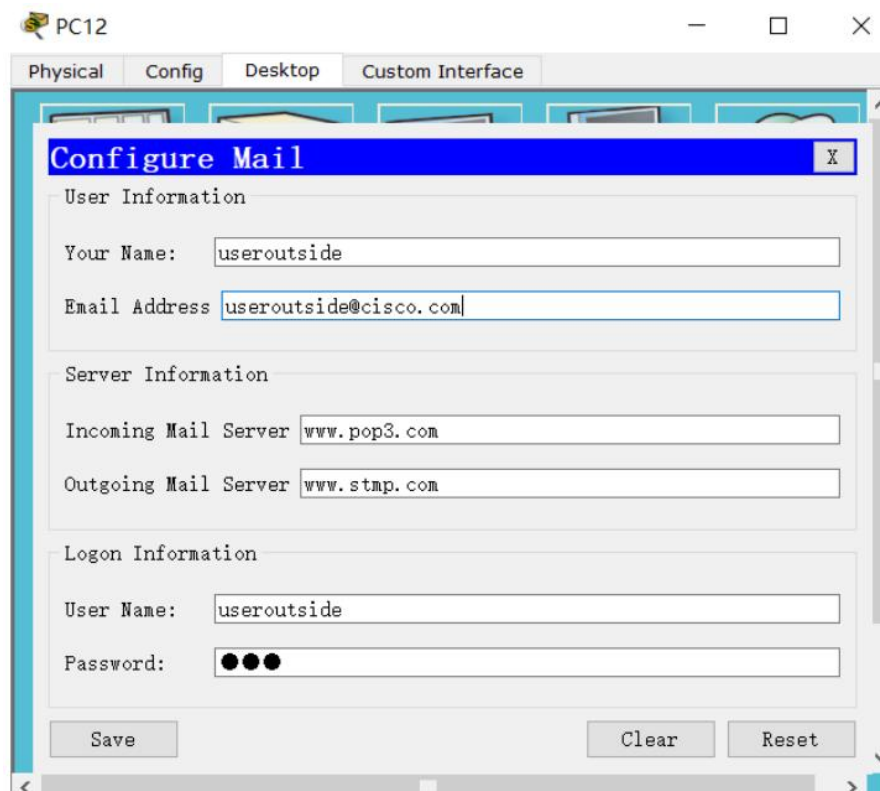 PC12
Physical Config Desktop Custom Interface
Configure Mail X
User Information
Your Name: useroutside
Email Address useroutside@cisco.com
Server Information
Incoming Mail Server www.pop3.com
Outgoing Mail Server www.stmp.com
Logon Information
User Name: useroutside
Password: ●●●
Save Clear Reset